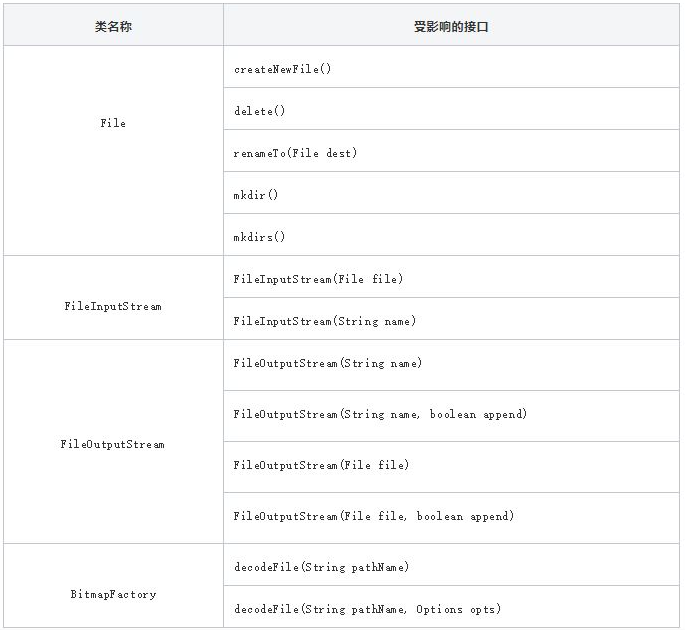 类名称 受影响的接口
File
createNewFile()
delete()
renameTo(File dest)
mkdir()
mkdirs()
FileInputStream
FileInputStream(File file)
FileInputStream(String name)
FileOutputStream
FileOutputStream(String name)
FileOutputStream(String name, boolean append)
FileOutputStream(File file)
FileOutputStream(File file, boolean append)
BitmapFactory
decodeFile(String pathName)
decodeFile(String pathName, Options opts)